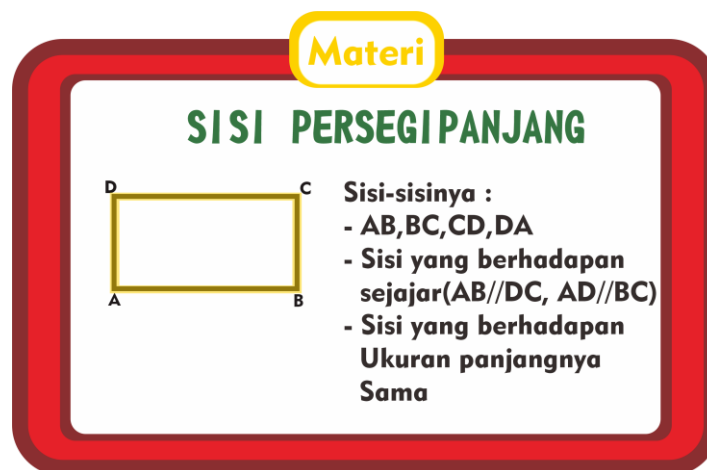 Materi
SISI PERSEGIPANJANG
D
C
A
B
Sisi-sisinya :
- AB,BC,CD,DA
- Sisi yang berhadapan
sejajar(AB//DC, AD//BC)
- Sisi yang berhadapan
Ukuran panjangnya
Sama